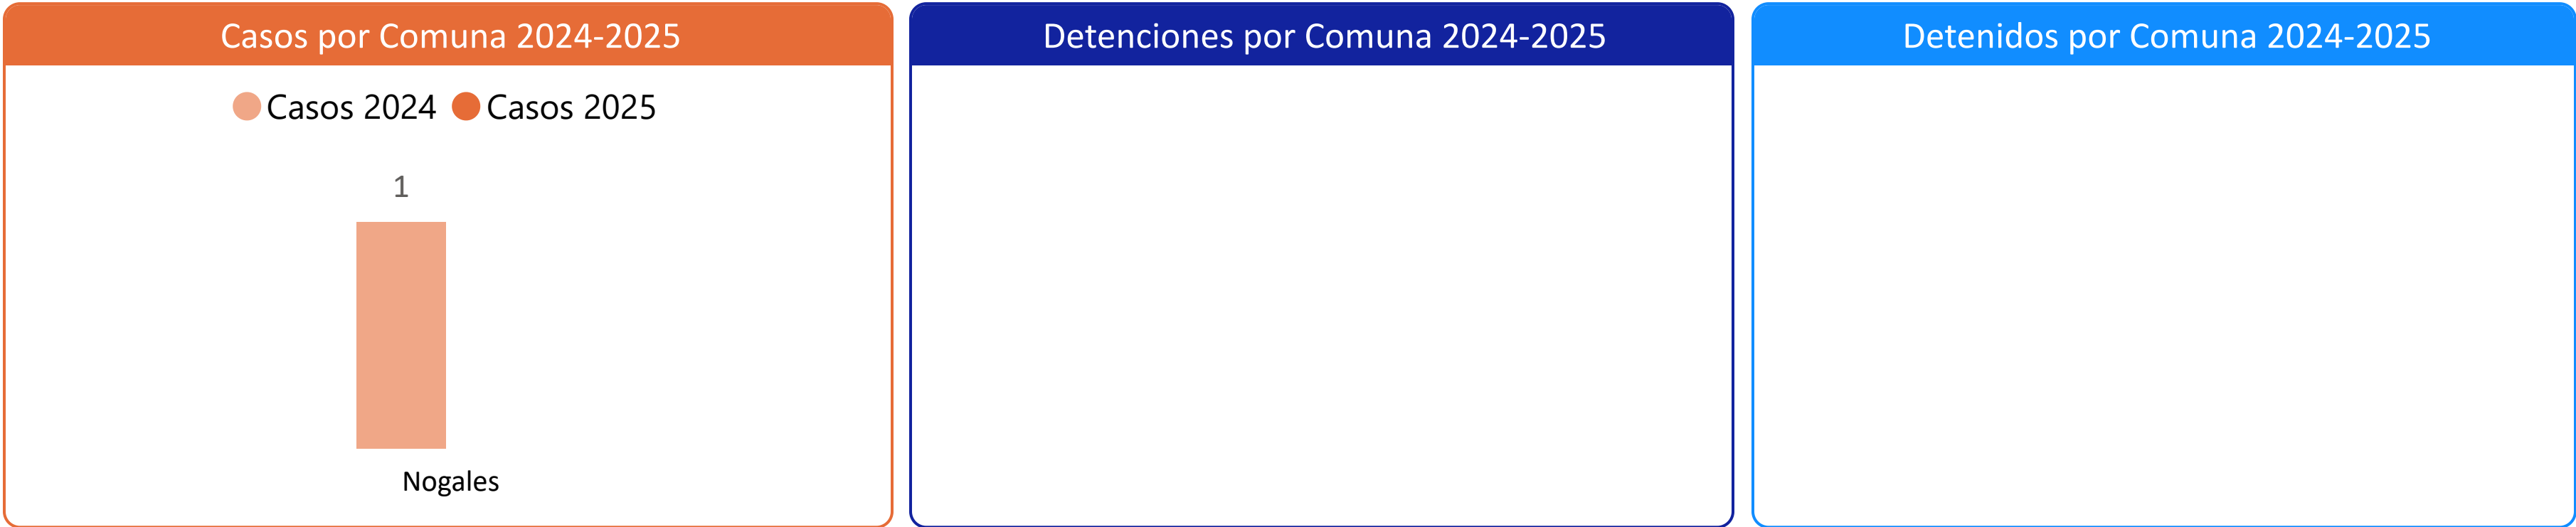 Casos por Comuna 2024-2025
Casos 2024 Casos 2025
1
Nogales
Detenciones por Comuna 2024-2025
Detenidos por Comuna 2024-2025